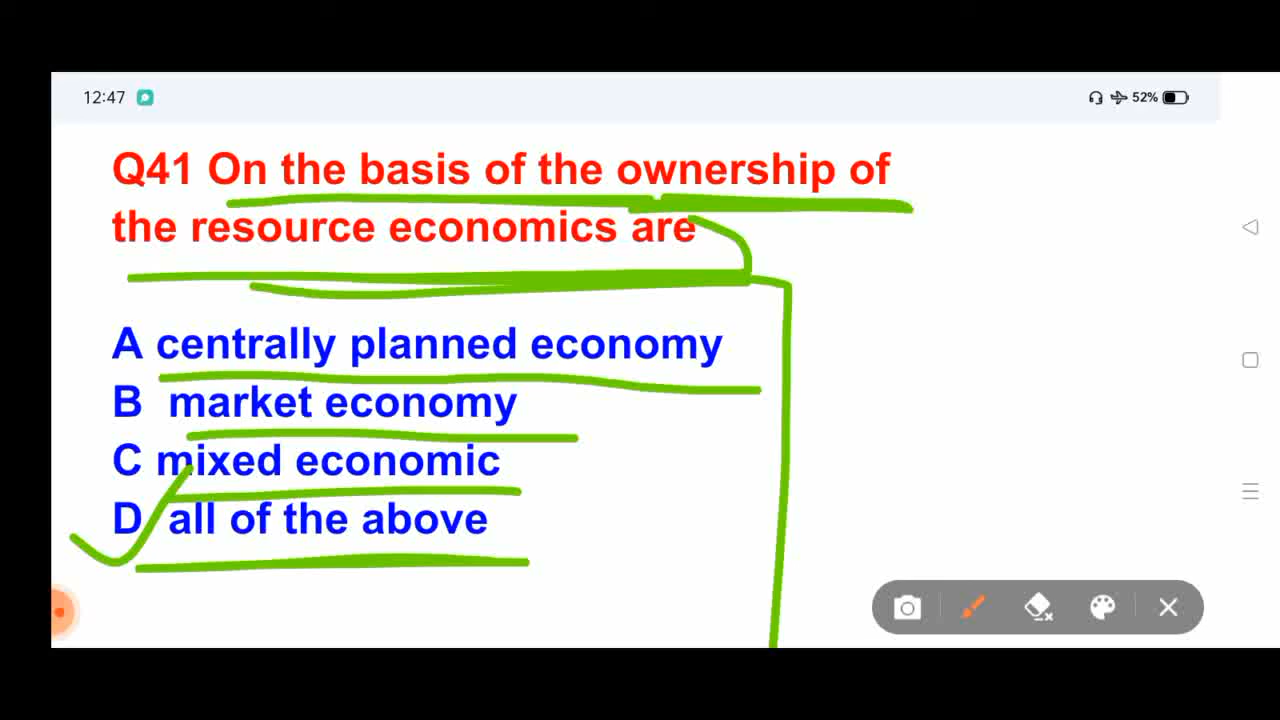 12:47 52%
Q41 On the basis of the ownership of
the resource economics are
A centrally planned economy
B market economy
C mixed economic
D all of the above